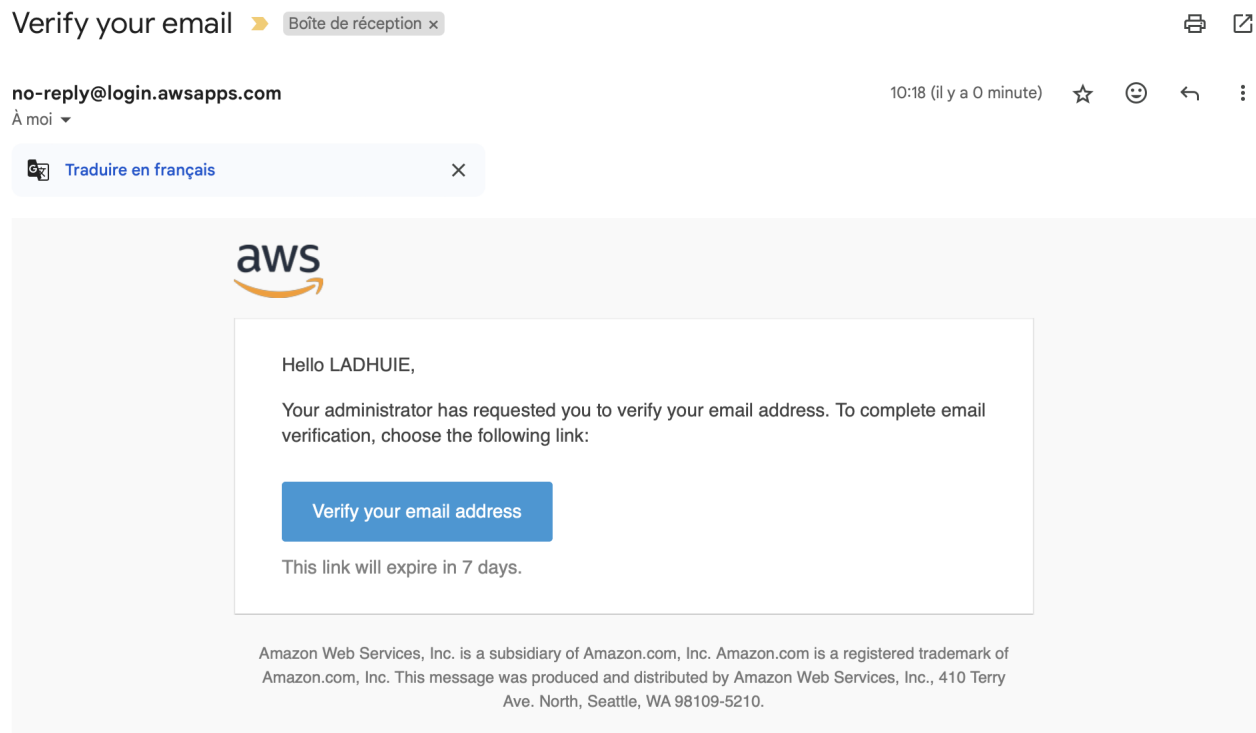 Verify your email
Boîte de réception ×
no-reply@login.awsapps.com
10:18 (il y a 0 minute)
À moi
Traduire en français
aws
Hello LADHUIE,
Your administrator has requested you to verify your email address. To complete email
verification, choose the following link:
Verify your email address
This link will expire in 7 days.
Amazon Web Services, Inc. is a subsidiary of Amazon.com, Inc. Amazon.com is a registered trademark of
Amazon.com, Inc. This message was produced and distributed by Amazon Web Services, Inc., 410 Terry
Ave. North, Seattle, WA 98109-5210.